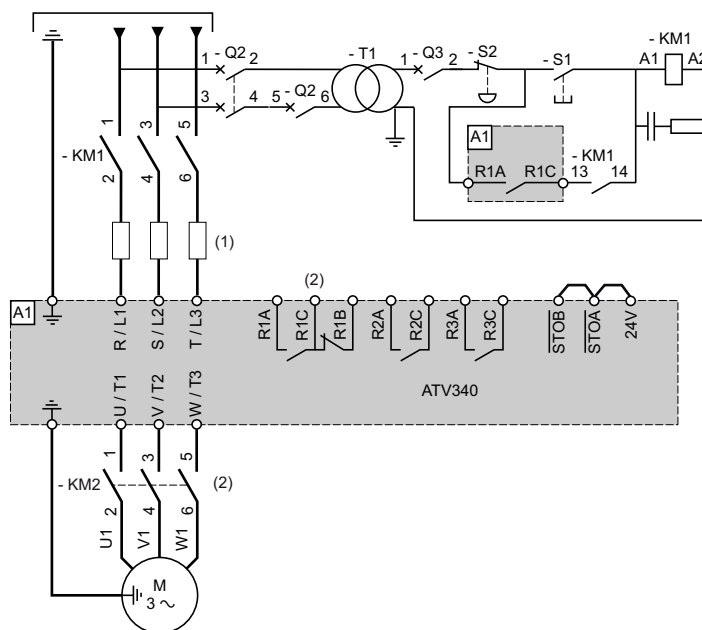 1 - Q2 2 - T1 1 - Q3 2 - S2 - S1 - KM1
A1 A2
3 4 5 - Q2 6
A1
1 3 5
- KM1
2 4 6
R1A R1C - KM1
13 14
(1)
(2)
A1
R / L1
S / L2
T / L3
R1A
R1C
R1B
R2A
R2C
R3A
R3C
STOB
STOA
24V
U / T1
V / T2
W / T3
ATV340
1 3 5
- KM2 (2)
2 4 6
U1 V1 W1
M
3 ~